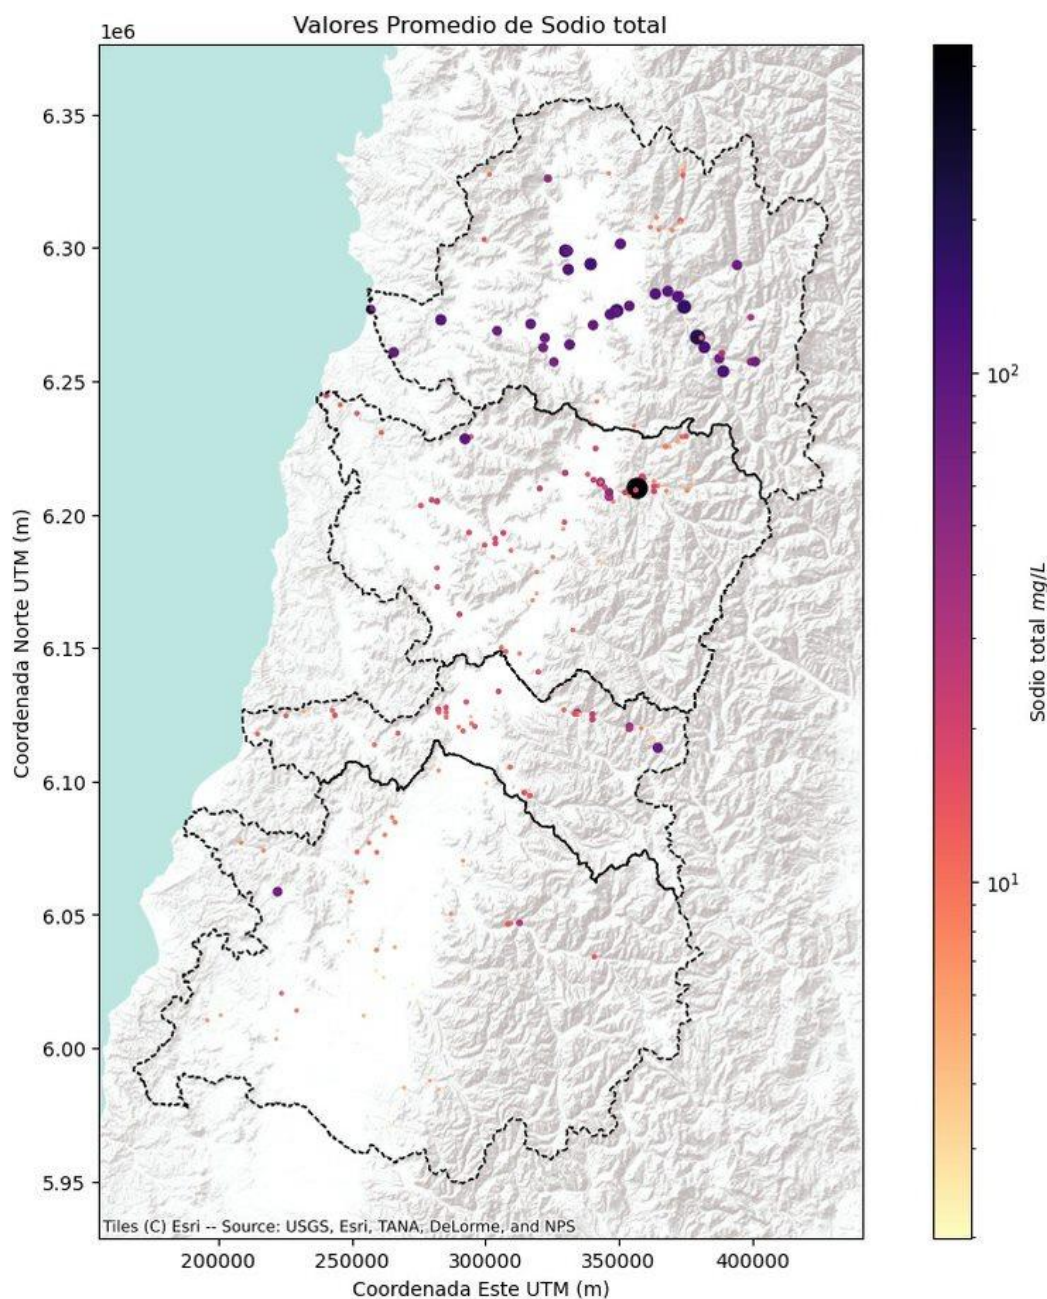 Valores Promedio de Sodio total
1e6
6.35
6.30
6.25
6.20
6.15
6.10
6.05
6.00
5.95
Coordenada Norte UTM (m)
Tiles (C) Esri -- Source: USGS, Esri, TANA, DeLorme, and NPS
200000 250000 300000 350000 400000
Coordenada Este UTM (m)
10²
10¹
Sodio total mg/L